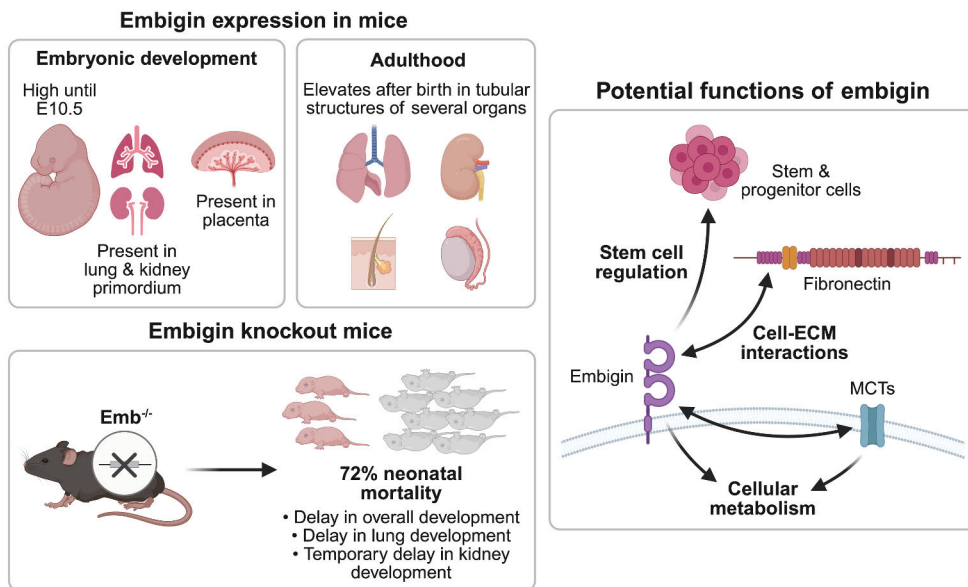 Embigin expression in mice
Embryonic development
High until
E10.5
Present in
lung & kidney
primordium
Present in
placenta
Adulthood
Elevates after birth in tubular
structures of several organs
Embigin knockout mice
Emb-/-
72% neonatal
mortality
• Delay in overall development
• Delay in lung development
• Temporary delay in kidney
development
Potential functions of embigin
Stem &
progenitor cells
Stem cell
regulation
Fibronectin
Cell-ECM
interactions
Embigin
MCTs
Cellular
metabolism